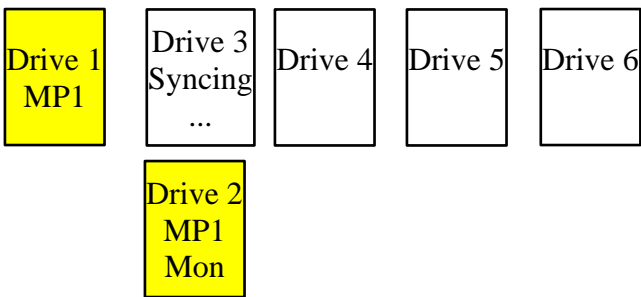 Drive 1
MP1
Drive 3
Syncing
...
Drive 4
Drive 5
Drive 6
Drive 2
MP1
Mon